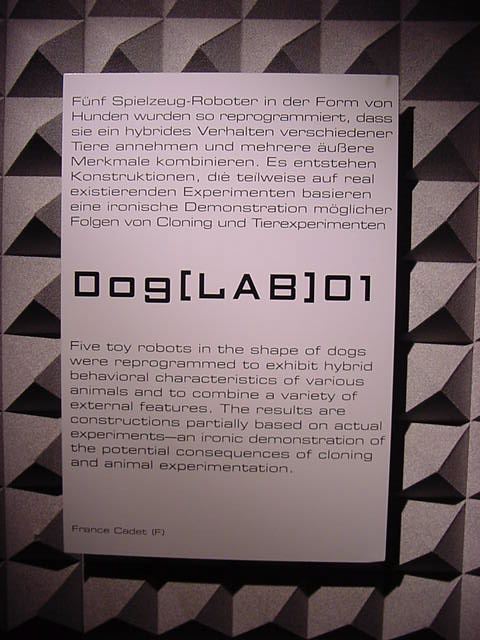 Fünf Spielzeug-Roboter in der Form von
Hunden wurden so reprogrammiert, dass
sie ein hybrides Verhalten verschiedener
Tiere annehmen und mehrere äußere
Merkmale kombinieren. Es entstehen
Konstruktionen, die teilweise auf real
existierenden Experimenten basieren
eine ironische Demonstration möglicher
Folgen von Cloning und Tierexperimenten
Dog[LAB]01
Five toy robots in the shape of dogs
were reprogrammed to exhibit hybrid
behavioral characteristics of various
animals and to combine a variety of
external features. The results are
constructions partially based on actual
experiments—an ironic demonstration of
the potential consequences of cloning
and animal experimentation.
France Cadet (F)